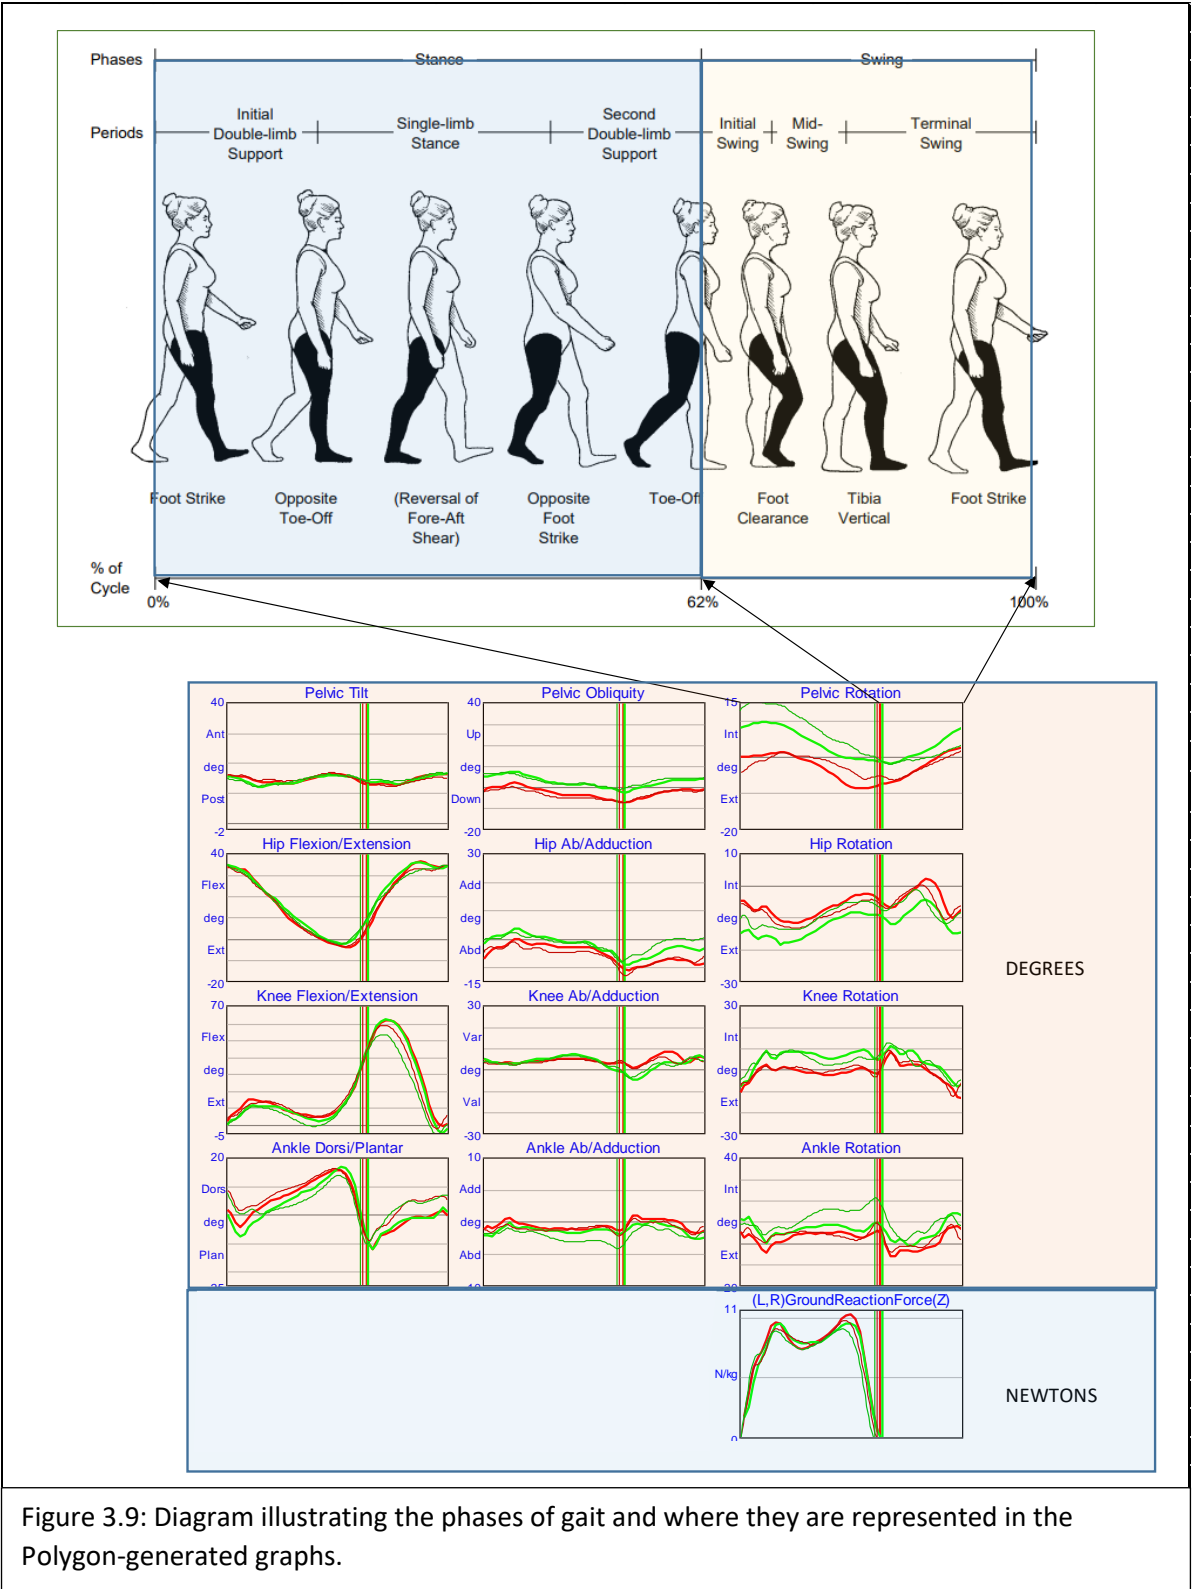 Phases
Stance
Swing
Periods
Initial
Double-limb
Support
Single-limb
Stance
Second
Double-limb
Support
Initial
Swing
Mid-
Swing
Terminal
Swing
Foot Strike
Opposite
Toe-Off
(Reversal of
Fore-Aft
Shear)
Opposite
Foot
Strike
Toe-Off
Foot
Clearance
Tibia
Vertical
Foot Strike
% of
Cycle
0%
62%
100%
Pelvic Tilt
40
Ant
deg
Post
-2
Pelvic Obliquity
40
Up
deg
Down
-20
Pelvic Rotation
15
Int
deg
Ext
-20
Hip Flexion/Extension
40
Flex
deg
Ext
-20
Hip Ab/Adduction
30
Add
deg
Abd
-15
Hip Rotation
10
Int
deg
Ext
-30
DEGREES
Knee Flexion/Extension
70
Flex
deg
Ext
-5
Knee Ab/Adduction
30
Var
deg
Val
-30
Knee Rotation
30
Int
deg
Ext
-30
Ankle Dorsi/Plantar
20
Dors
deg
Plan
Ankle Ab/Adduction
10
Add
deg
Abd
Ankle Rotation
40
Int
deg
Ext
(L,R)GroundReactionForce(Z)
11
N/kg
0
NEWTONS
Figure 3.9: Diagram illustrating the phases of gait and where they are represented in the
Polygon-generated graphs.